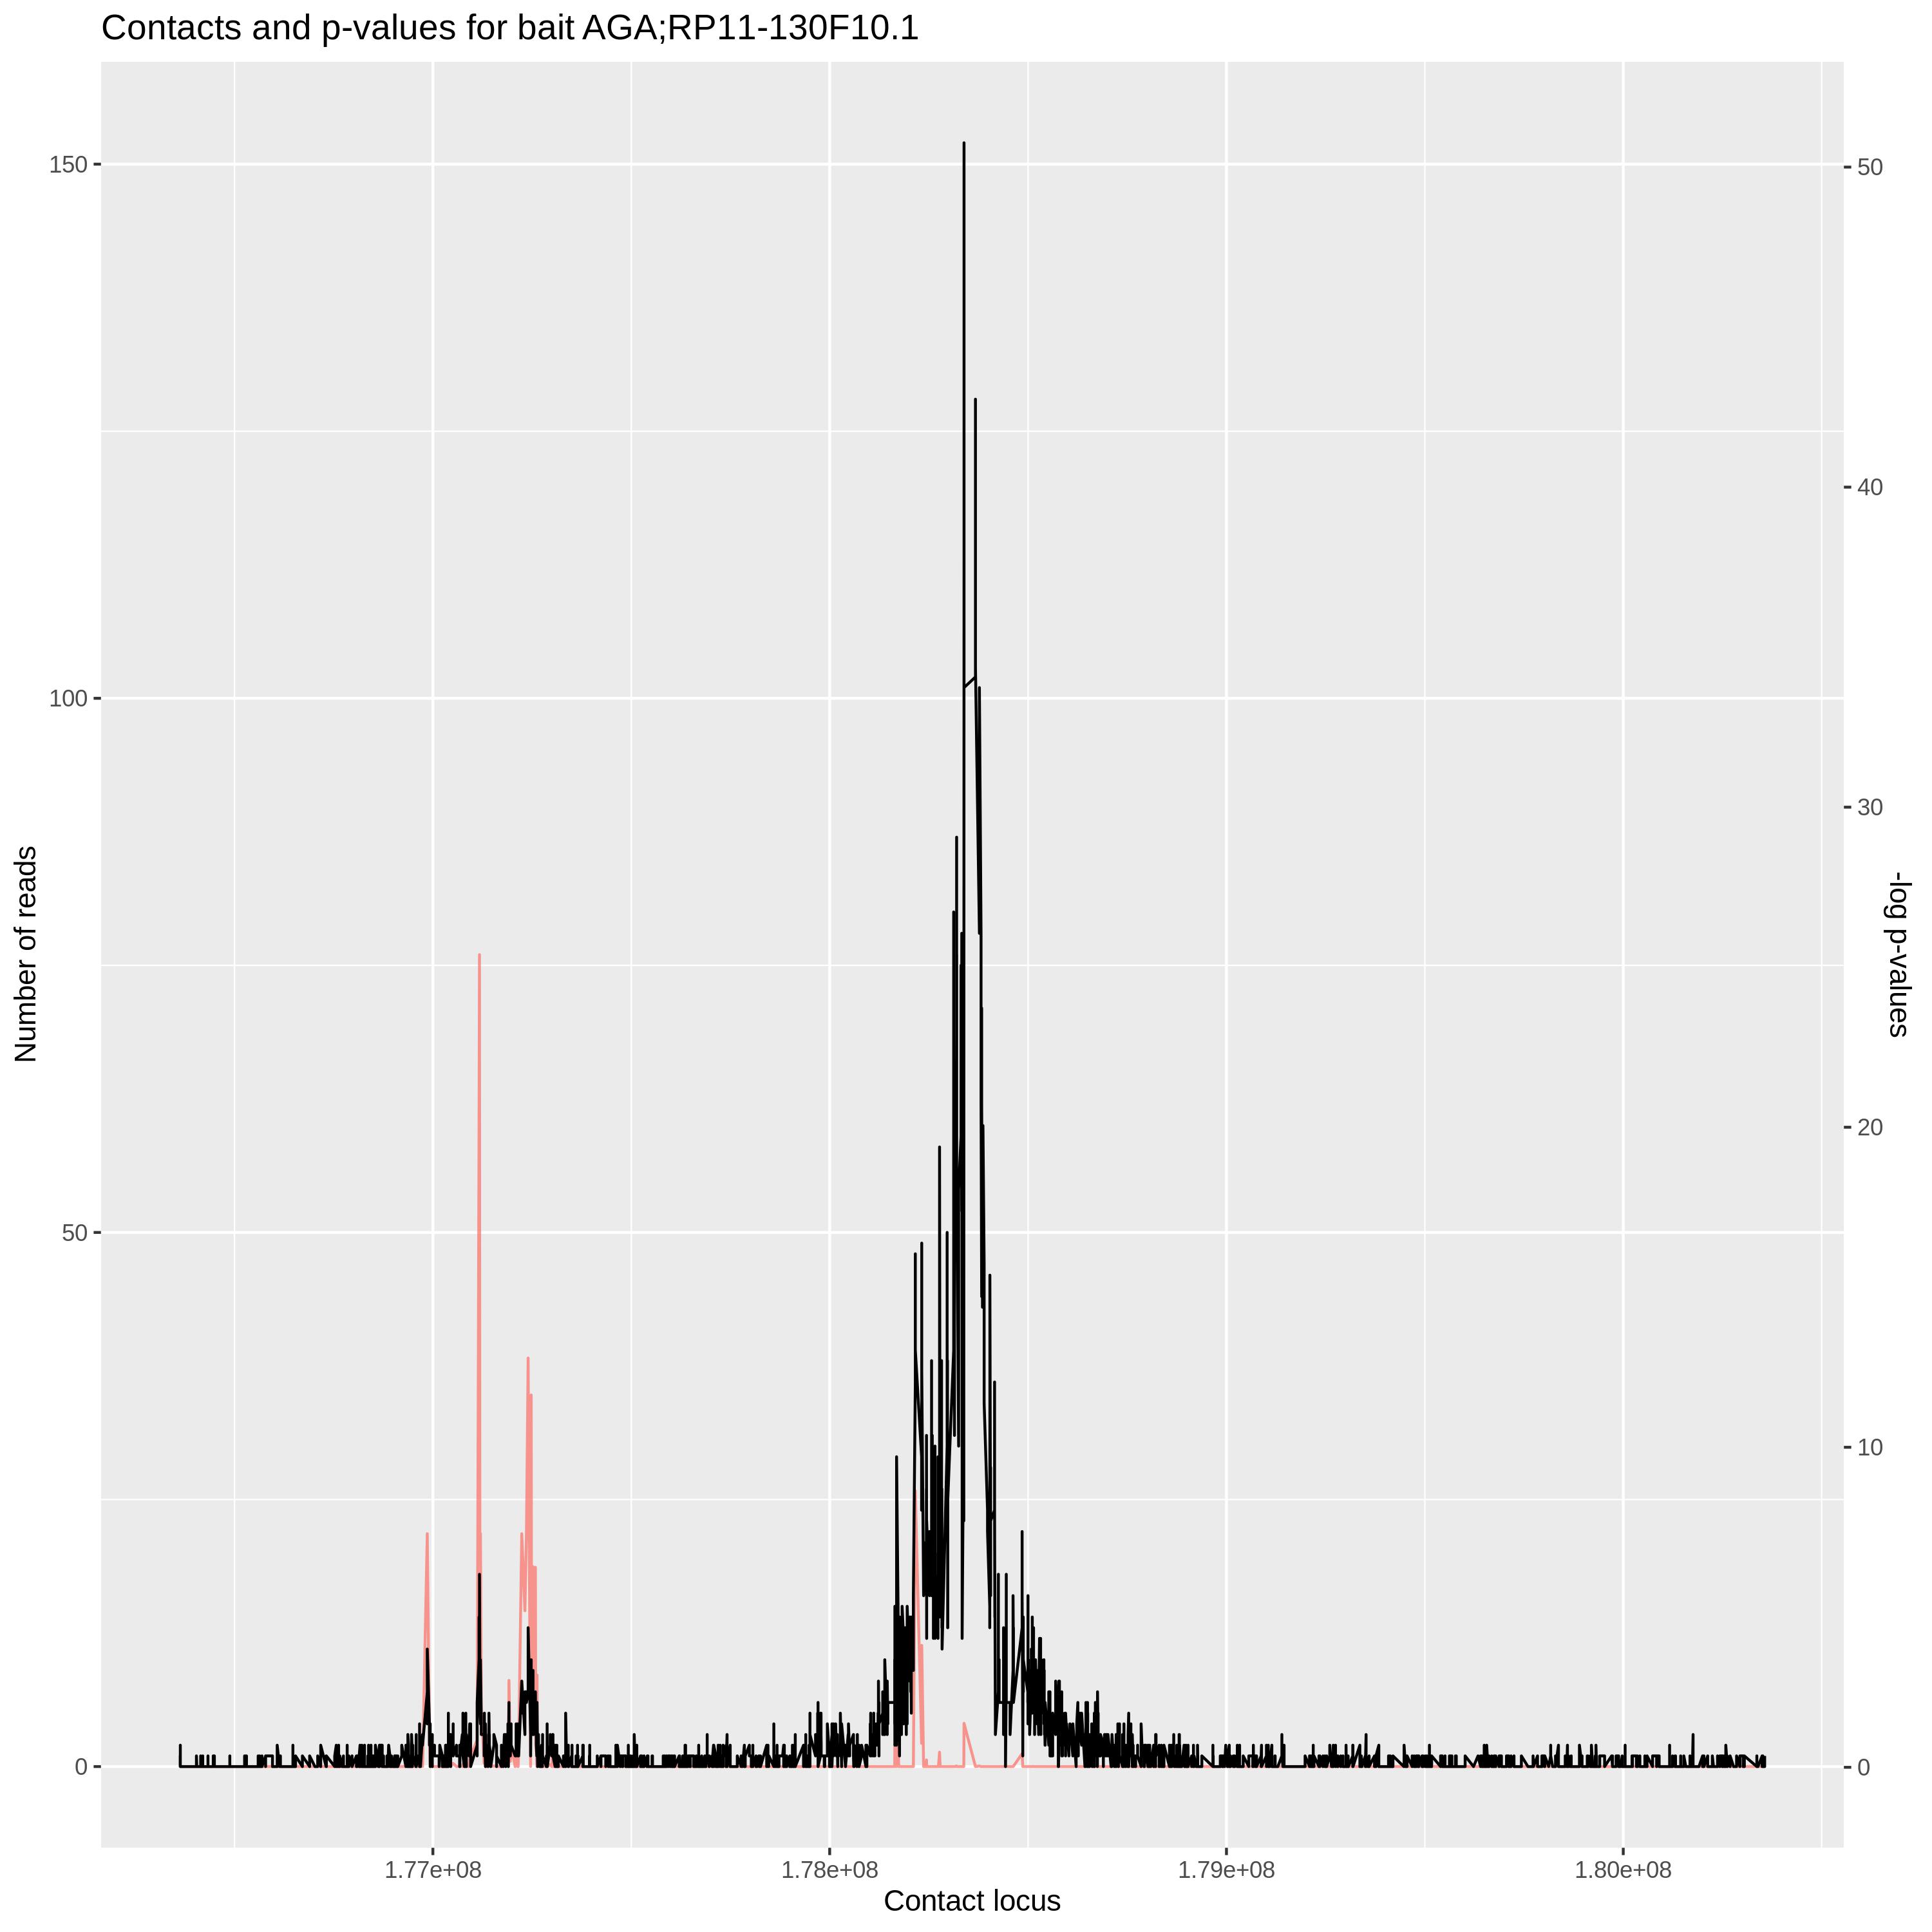 Contacts and p-values for bait AGA;RP11-130F10.1
150
100
50
0
Number of reads
50
40
30
20
10
0
-log p-values
1.77e+08
1.78e+08
1.79e+08
1.80e+08
Contact locus